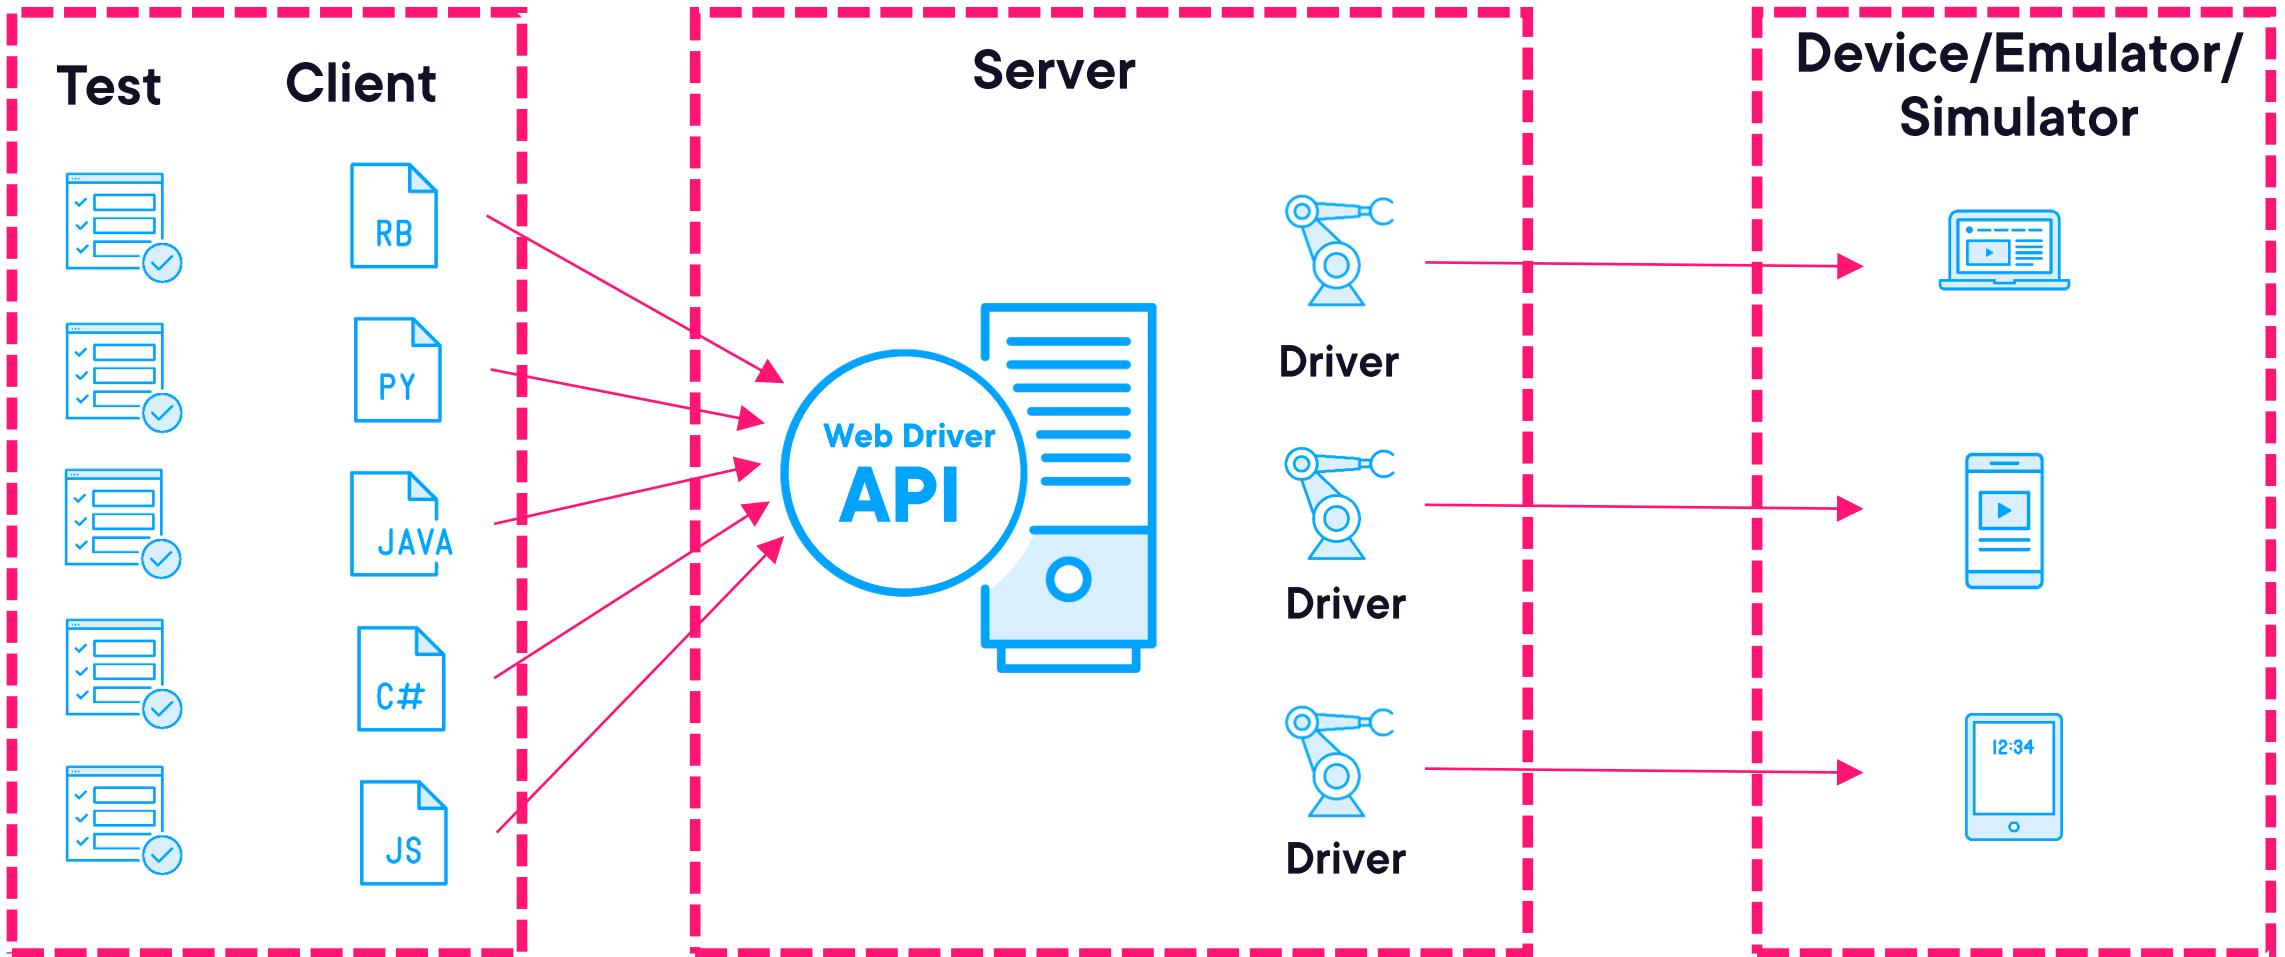 Test
Client
RB
PY
JAVA
C#
JS
Server
Web Driver
API
Driver
Driver
Driver
Device/Emulator/
Simulator
12:34